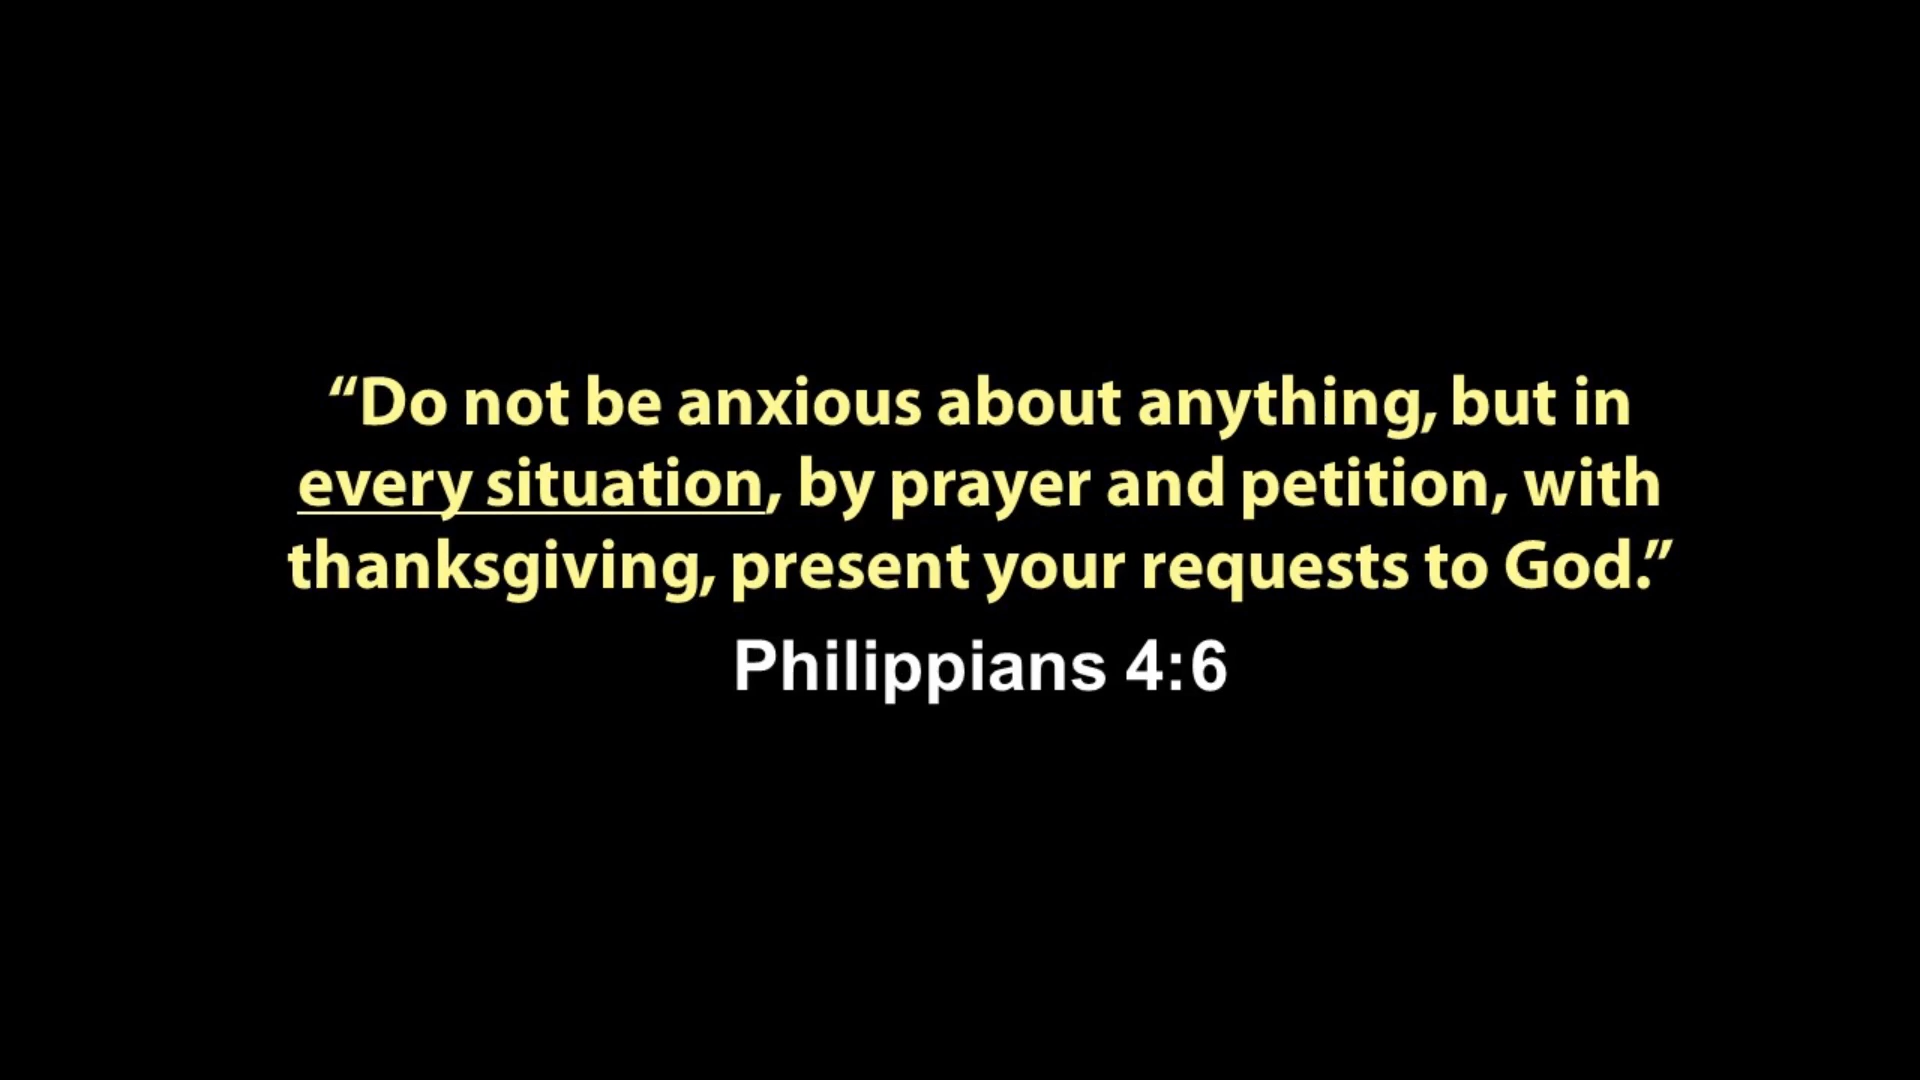 “Do not be anxious about anything, but in
every situation, by prayer and petition, with
thanksgiving, present your requests to God.”
Philippians 4:6